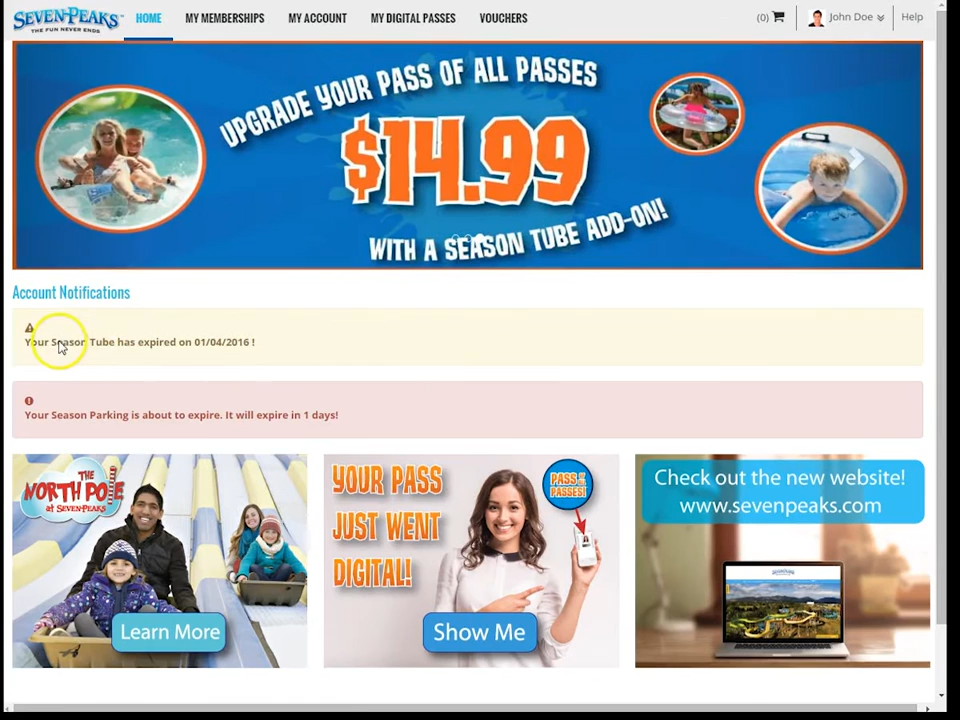 SEVEN-PEAKS
THE FUN NEVER ENDS
HOME
MY MEMBERSHIPS
MY ACCOUNT
MY DIGITAL PASSES
VOUCHERS
(0)
John Doe
Help
UPGRADE YOUR PASS OF ALL PASSES
$14.99
WITH A SEASON TUBE ADD-ON!
Account Notifications
Your Season Tube has expired on 01/04/2016 !
Your Season Parking is about to expire. It will expire in 1 days!
THE
NORTH POLE
at SEVEN-PEAKS
Learn More
YOUR PASS
JUST WENT
DIGITAL!
Show Me
Check out the new website!
www.sevenpeaks.com